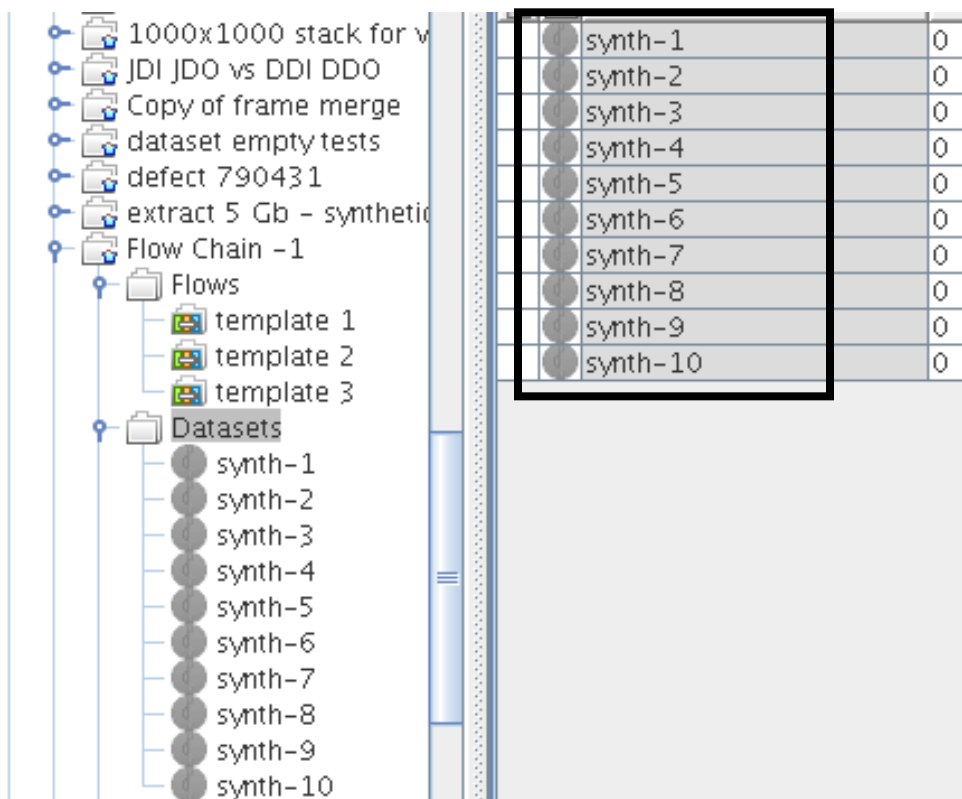 1000x1000 stack for v
JDI JDO vs DDI DDO
Copy of frame merge
dataset empty tests
defect 790431
extract 5 Gb – synthetic
Flow Chain –1
Flows
template 1
template 2
template 3
Datasets
synth–1
synth–2
synth–3
synth–4
synth–5
synth–6
synth–7
synth–8
synth–9
synth–10
synth–1 0
synth–2 0
synth–3 0
synth–4 0
synth–5 0
synth–6 0
synth–7 0
synth–8 0
synth–9 0
synth–10 0